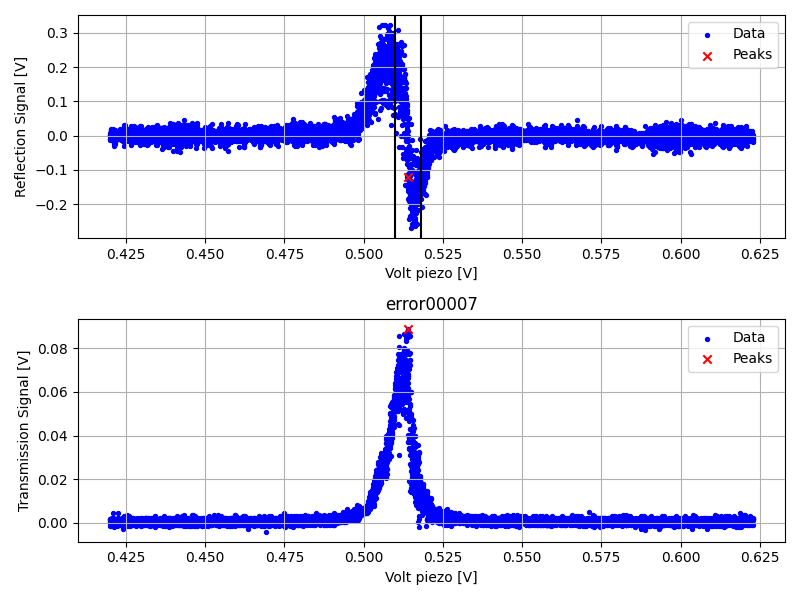 0.3
0.2
0.1
0.0
−0.1
−0.2
Reflection Signal [V]
Data
Peaks
0.425 0.450 0.475 0.500 0.525 0.550 0.575 0.600 0.625
Volt piezo [V]
error00007
0.08
0.06
0.04
0.02
0.00
Transmission Signal [V]
Data
Peaks
0.425 0.450 0.475 0.500 0.525 0.550 0.575 0.600 0.625
Volt piezo [V]